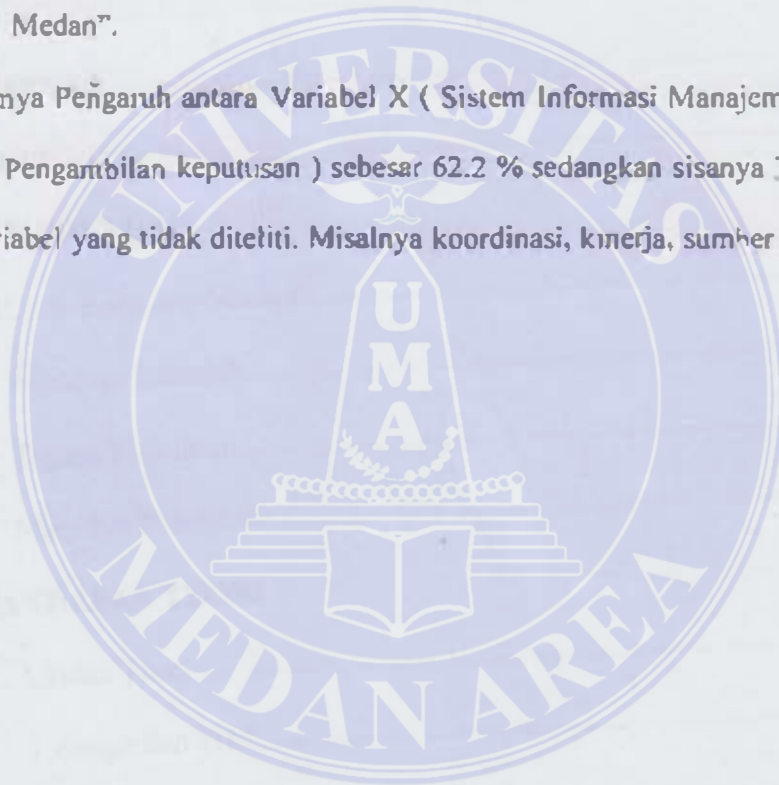 Medan".
nya Pengaruh antara Variabel X ( Sistem Informasi Manajem
Pengambilan keputusan ) sebesar 62.2 % sedangkan sisanya
riabel yang tidak diteliti. Misalnya koordinasi, kinerja, sumber
UNIVERSITAS
U
M
A
MEDAN AREA